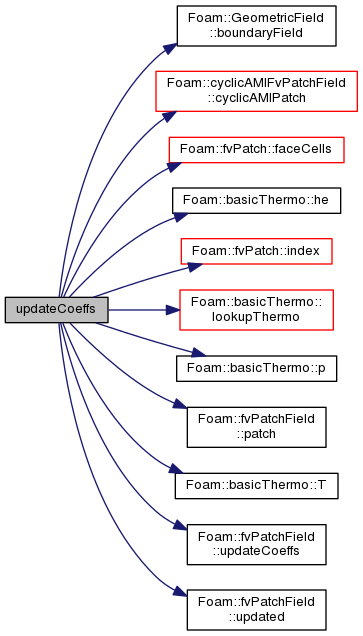 Foam::GeometricField
::boundaryField
Foam::cyclicAMIFvPatchField
::cyclicAMIPatch
Foam::fvPatch::faceCells
Foam::basicThermo::he
Foam::fvPatch::index
updateCoeffs
Foam::basicThermo::
lookupThermo
Foam::basicThermo::p
Foam::fvPatchField
::patch
Foam::basicThermo::T
Foam::fvPatchField
::updateCoeffs
Foam::fvPatchField
::updated